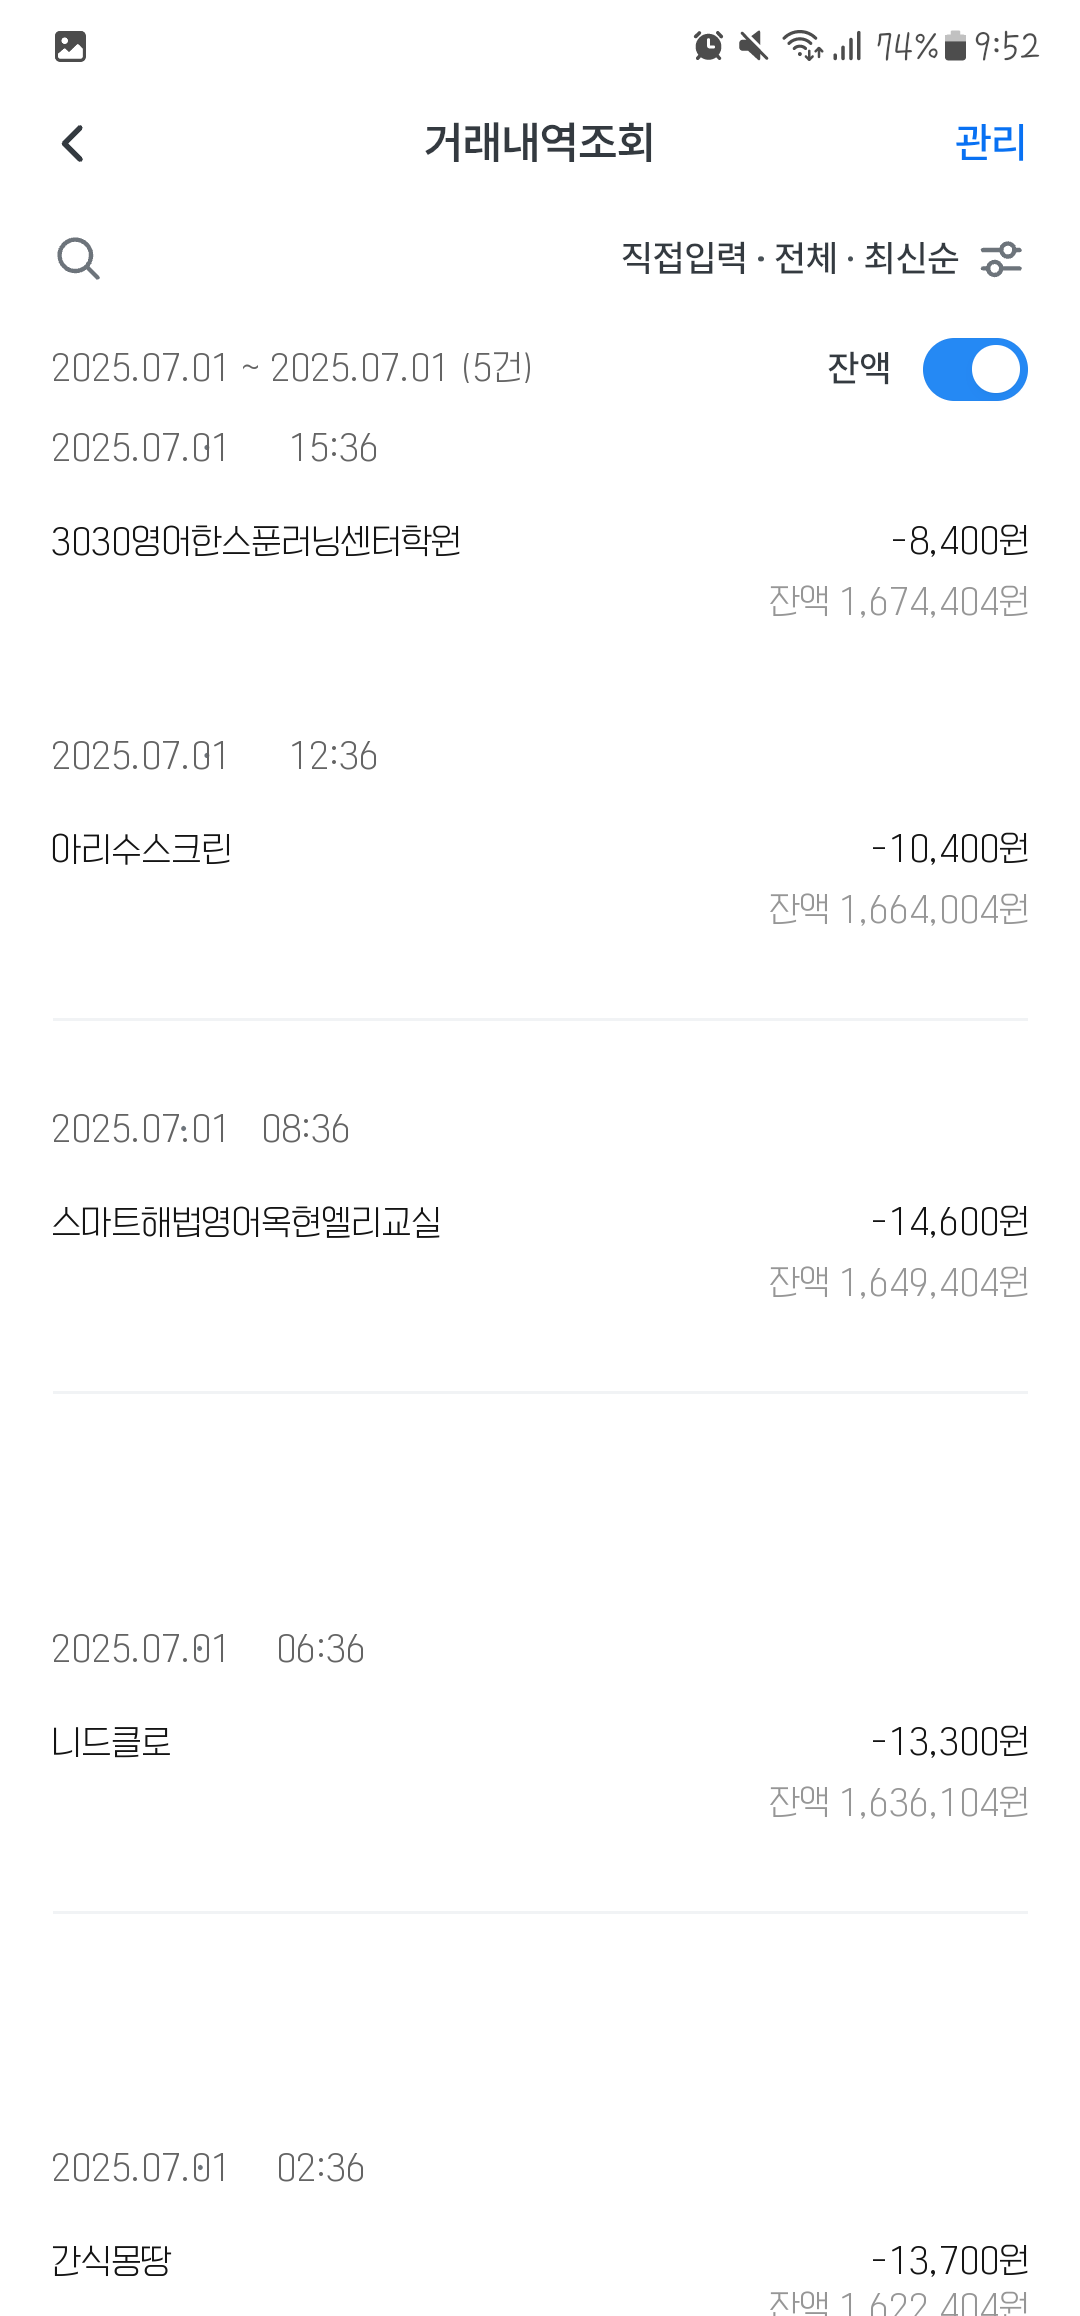 74% 9:52
거래내역조회 관리
직접입력 · 전체 · 최신순
2025.07.01 ~ 2025.07.01 (5건) 잔액
2025.07.01 15:36
3030영어한스푼러닝센터학원 -8,400원
잔액 1,674,404원
2025.07.01 12:36
아리수스크린 -10,400원
잔액 1,664,004원
2025.07.01 08:36
스마트해법영어옥현엘리교실 -14,600원
잔액 1,649,404원
2025.07.01 06:36
니드클로 -13,300원
잔액 1,636,104원
2025.07.01 02:36
간식몽땅 -13,700원
잔액 1,622,404원